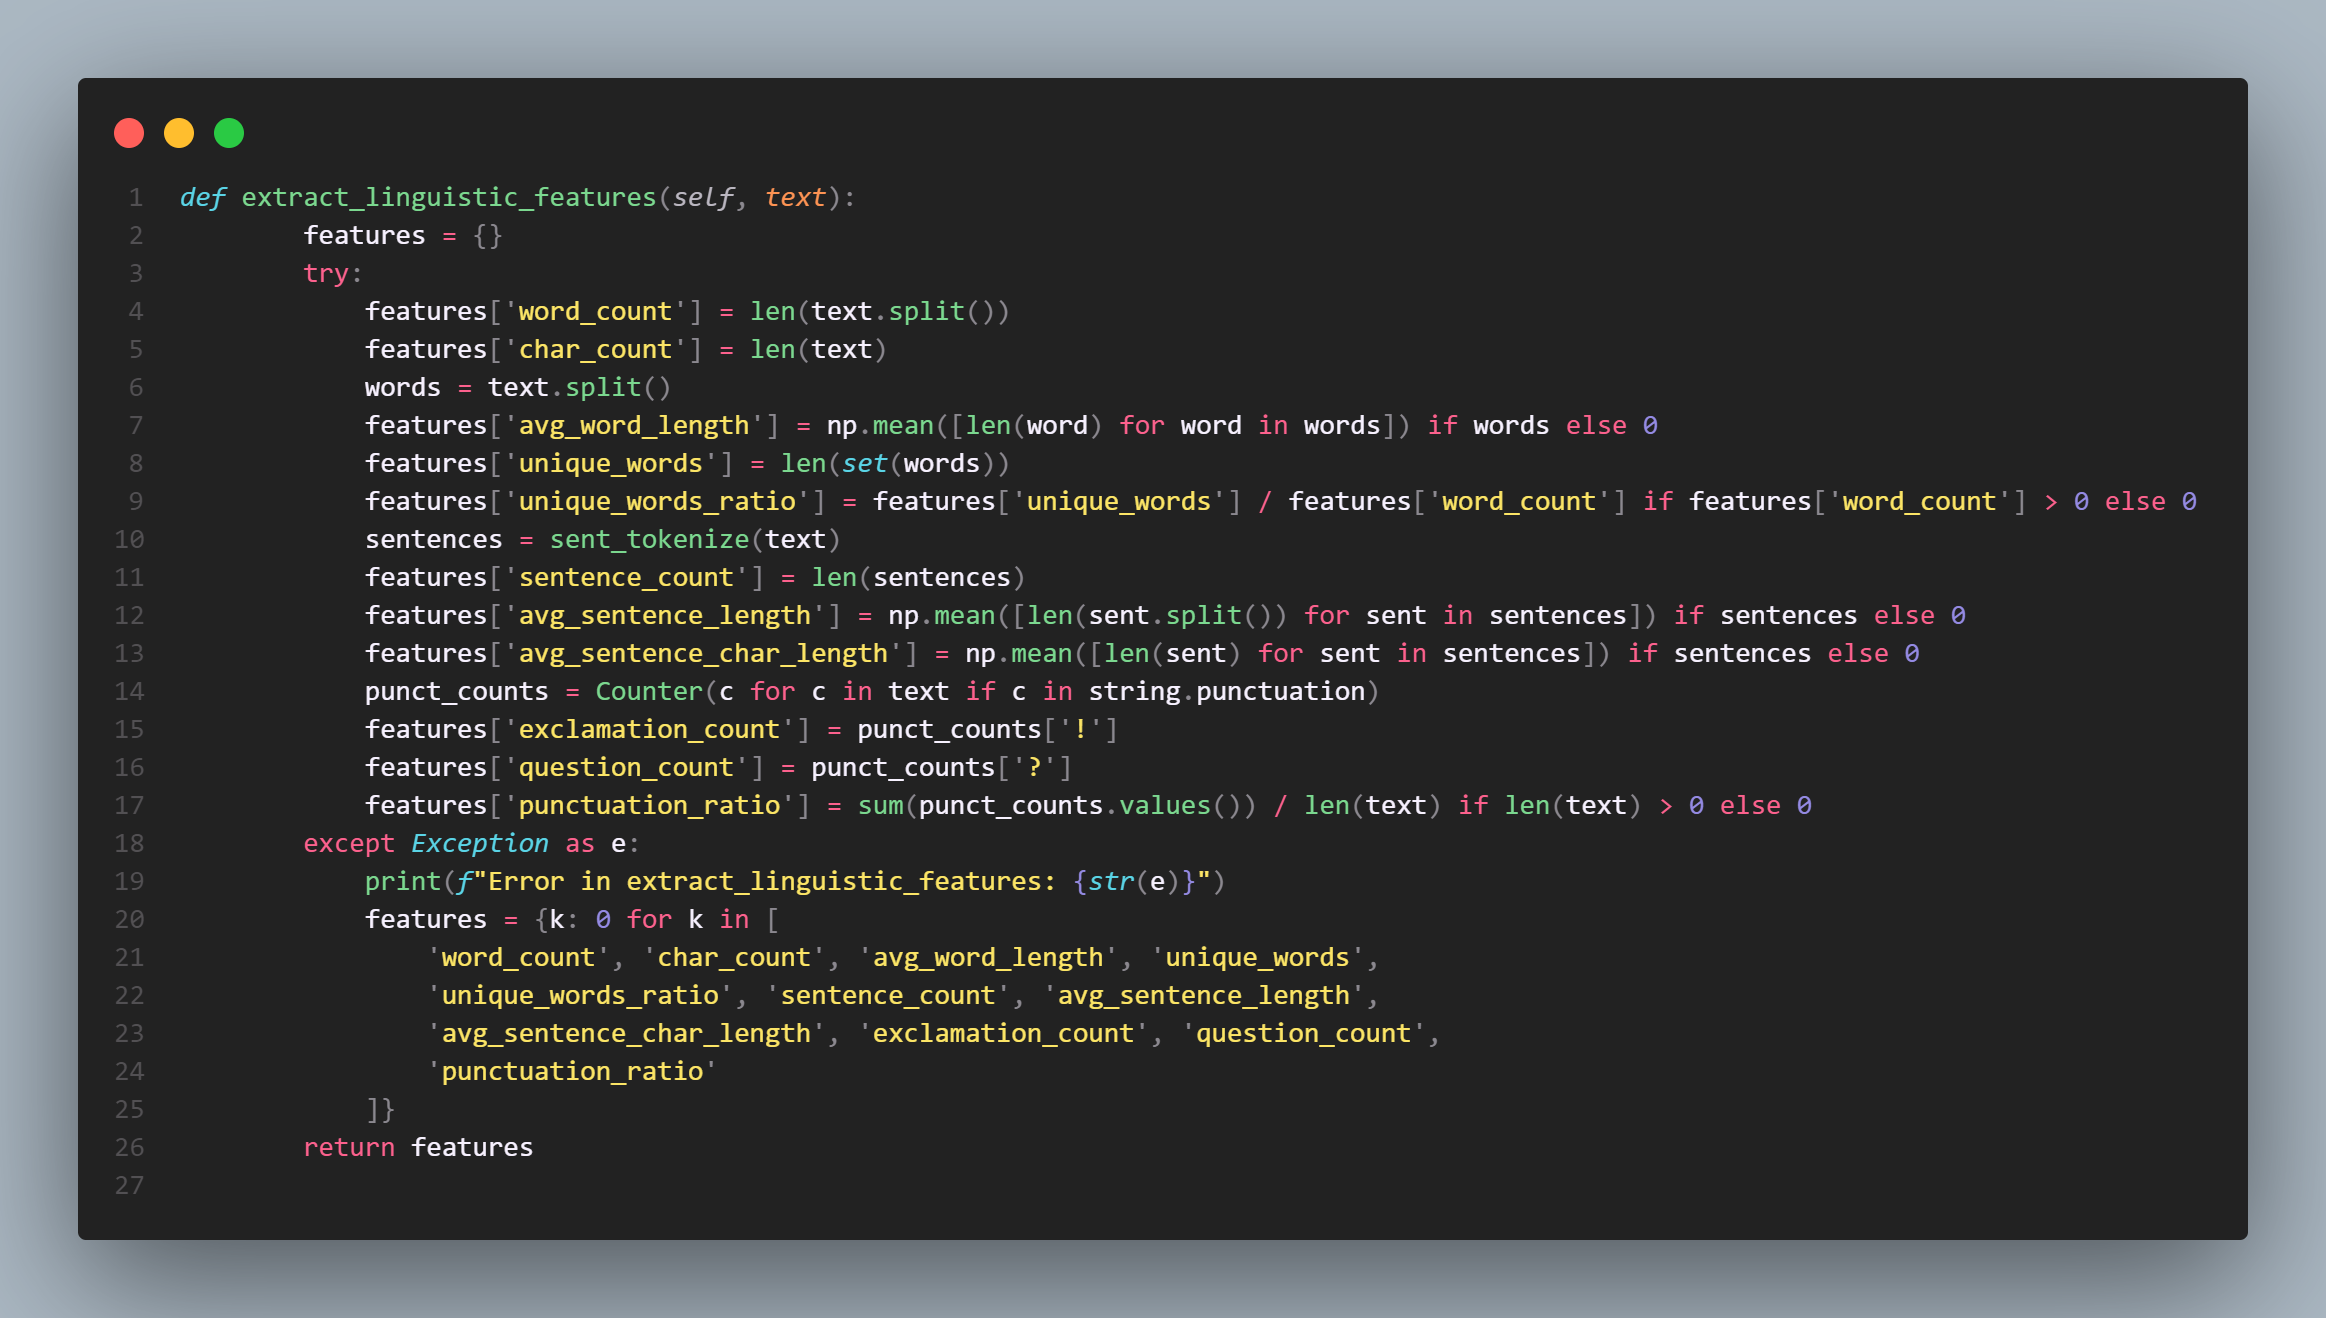 1 def extract_linguistic_features(self, text):
2         features = {}
3         try:
4             features['word_count'] = len(text.split())
5             features['char_count'] = len(text)
6             words = text.split()
7             features['avg_word_length'] = np.mean([len(word) for word in words]) if words else 0
8             features['unique_words'] = len(set(words))
9             features['unique_words_ratio'] = features['unique_words'] / features['word_count'] if features['word_count'] > 0 else 0
10             sentences = sent_tokenize(text)
11             features['sentence_count'] = len(sentences)
12             features['avg_sentence_length'] = np.mean([len(sent.split()) for sent in sentences]) if sentences else 0
13             features['avg_sentence_char_length'] = np.mean([len(sent) for sent in sentences]) if sentences else 0
14             punct_counts = Counter(c for c in text if c in string.punctuation)
15             features['exclamation_count'] = punct_counts['!']
16             features['question_count'] = punct_counts['?']
17             features['punctuation_ratio'] = sum(punct_counts.values()) / len(text) if len(text) > 0 else 0
18         except Exception as e:
19             print(f"Error in extract_linguistic_features: {str(e)}")
20             features = {k: 0 for k in [
21                 'word_count', 'char_count', 'avg_word_length', 'unique_words',
22                 'unique_words_ratio', 'sentence_count', 'avg_sentence_length',
23                 'avg_sentence_char_length', 'exclamation_count', 'question_count',
24                 'punctuation_ratio'
25             ]}
26         return features
27